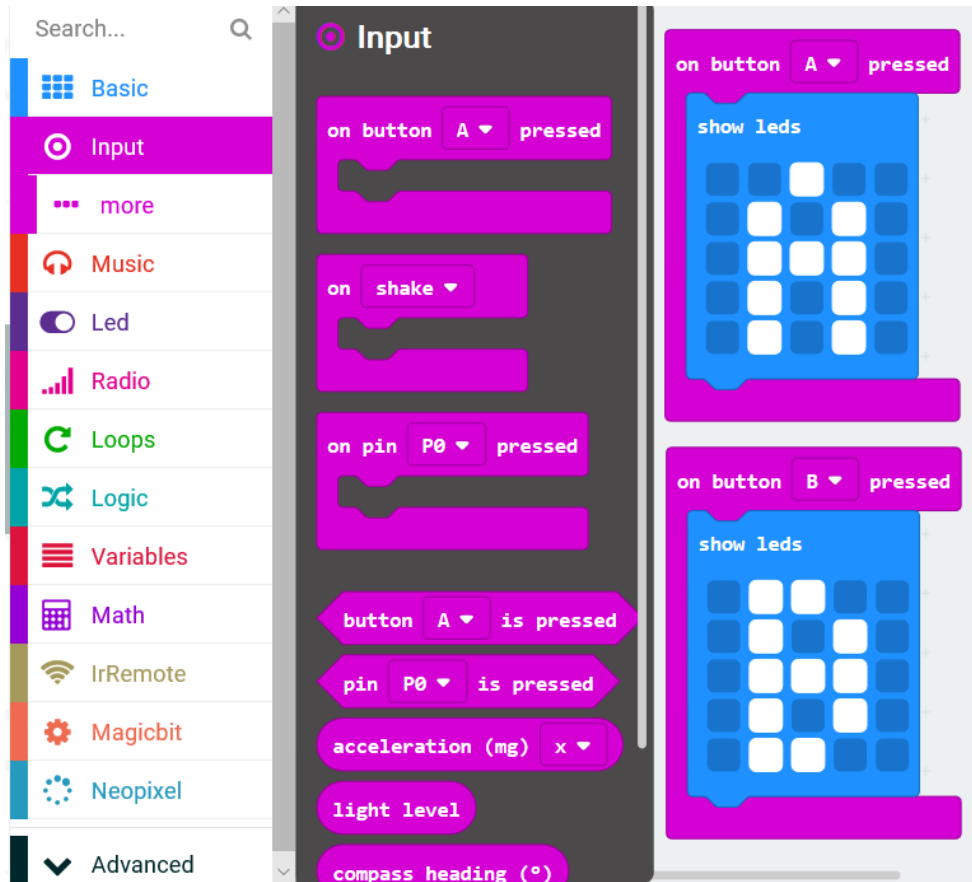 Search...
Basic
Input
more
Music
Led
Radio
Loops
Logic
Variables
Math
IrRemote
Magicbit
Neopixel
Advanced
Input
on button A pressed
on shake
on pin P0 pressed
button A is pressed
pin P0 is pressed
acceleration (mg) x
light level
compass heading (°)
on button A pressed
show leds
on button B pressed
show leds